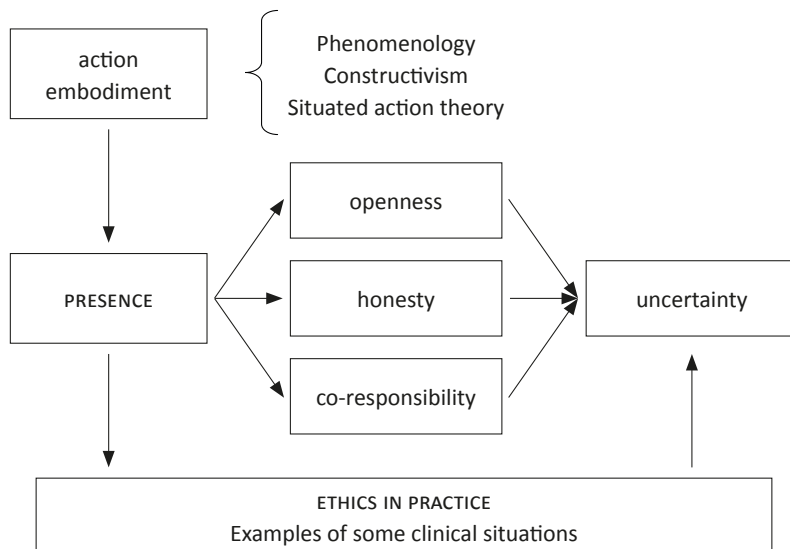 action
embodiment
Phenomenology
Constructivism
Situated action theory
openness
PRESENCE
honesty
uncertainty
co-responsibility
ETHICS IN PRACTICE
Examples of some clinical situations